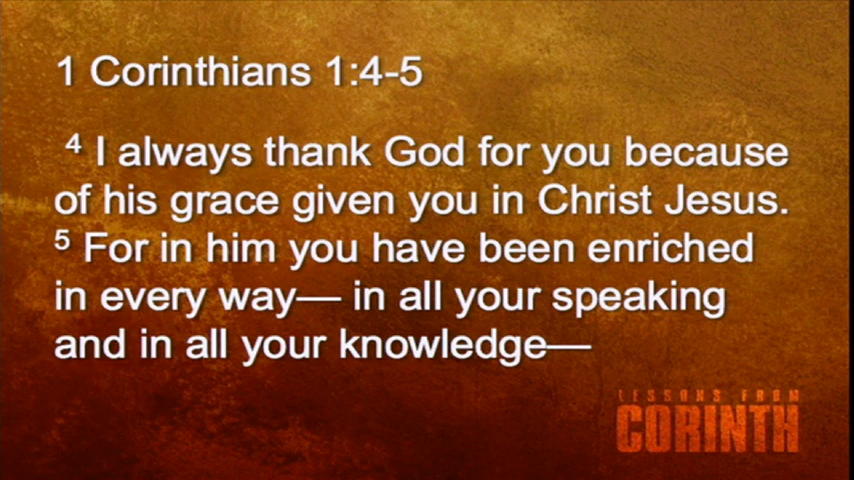 1 Corinthians 1:4-5
4 I always thank God for you because
of his grace given you in Christ Jesus.
5 For in him you have been enriched
in every way— in all your speaking
and in all your knowledge—
LESSONS FROM
CORINTH